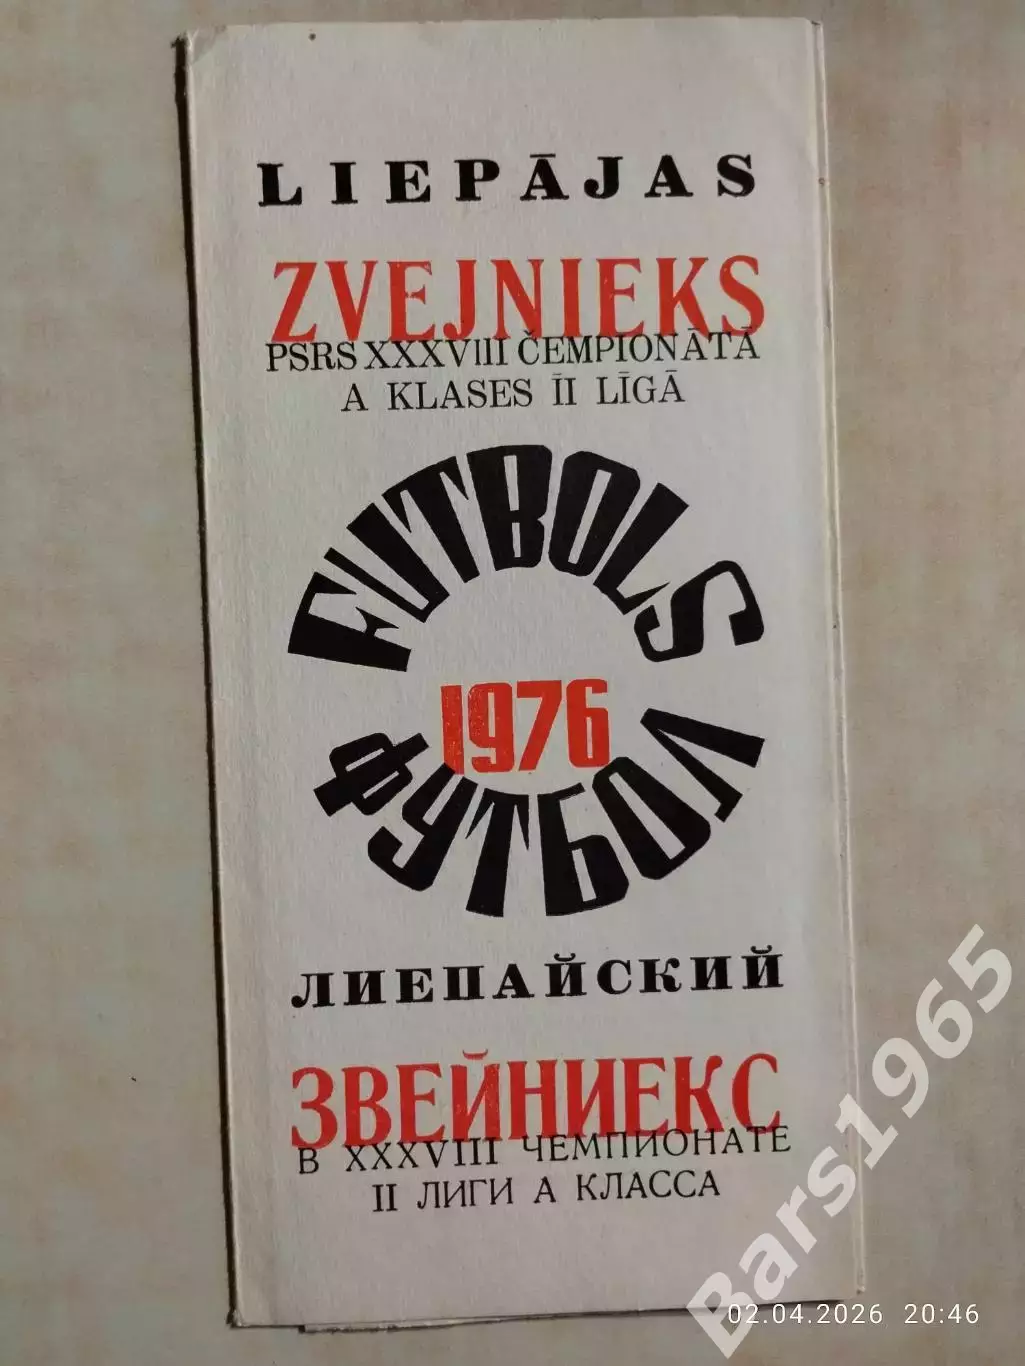 LIEPĀJAS
ZVEJNIEKS
PSRS XXXVIII ČEMPIONĀTĀ
A KLASES II LĪGĀ
FUTBOLS
1976
ФУТБОЛ
ЛИЕПАЙСКИЙ
ЗВЕЙНИЕКС
В XXXVIII ЧЕМПИОНАТЕ
II ЛИГИ А КЛАССА
Bars1965
02.04.2026 20:46